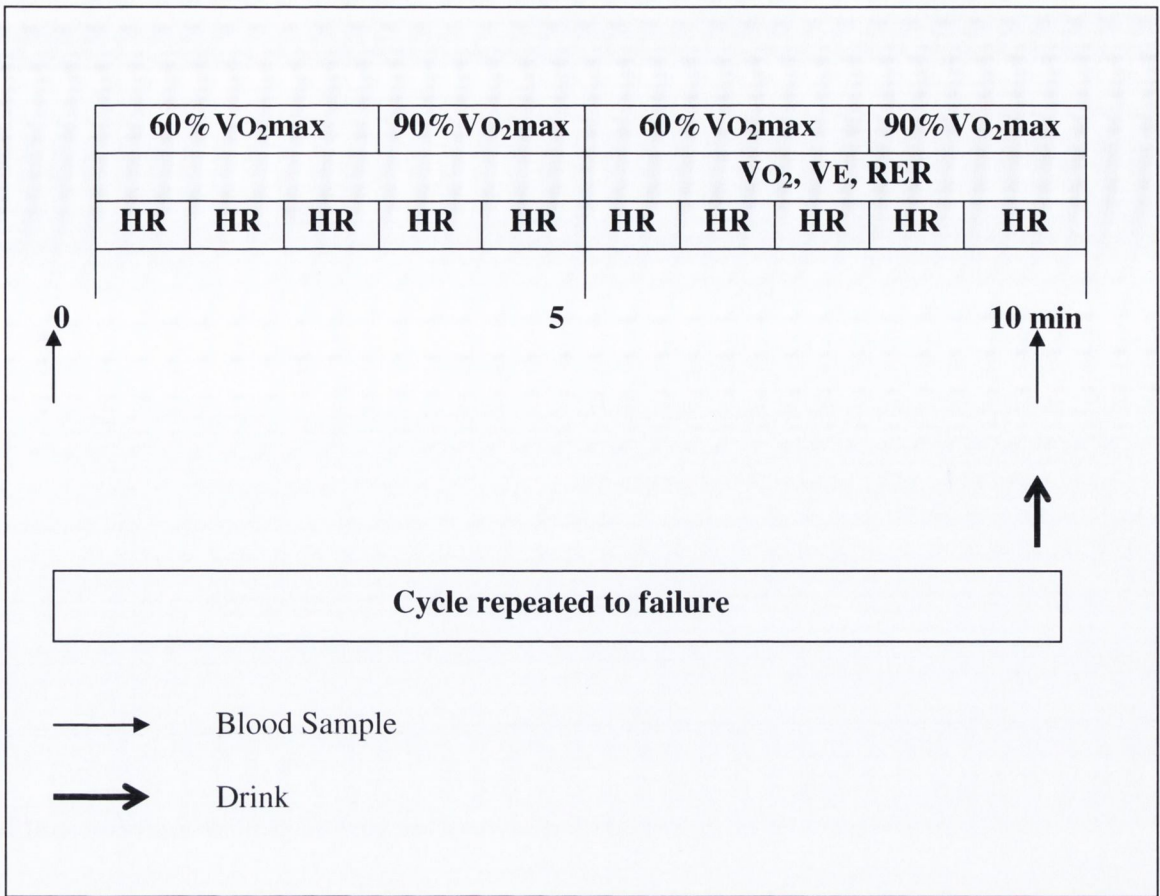 60%VO₂max 90%VO₂max 60%VO₂max 90%VO₂max
VO₂, VE, RER
HR HR HR HR HR HR HR HR HR HR
0 5 10 min
Cycle repeated to failure
Blood Sample
Drink